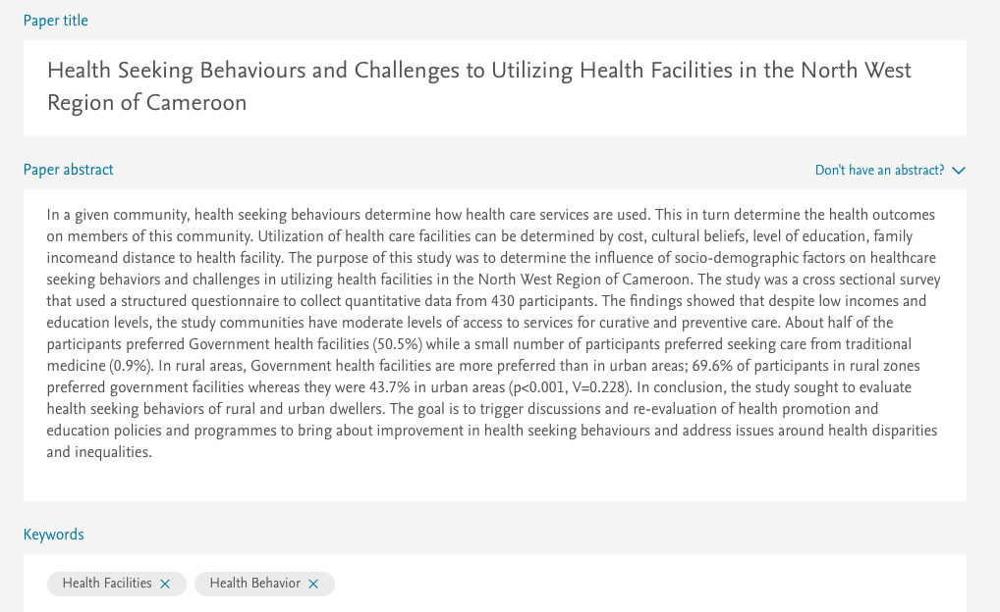 Paper title
Health Seeking Behaviours and Challenges to Utilizing Health Facilities in the North West
Region of Cameroon
Paper abstract
Don't have an abstract?
In a given community, health seeking behaviours determine how health care services are used. This in turn determine the health outcomes
on members of this community. Utilization of health care facilities can be determined by cost, cultural beliefs, level of education, family
incomeand distance to health facility. The purpose of this study was to determine the influence of socio-demographic factors on healthcare
seeking behaviors and challenges in utilizing health facilities in the North West Region of Cameroon. The study was a cross sectional survey
that used a structured questionnaire to collect quantitative data from 430 participants. The findings showed that despite low incomes and
education levels, the study communities have moderate levels of access to services for curative and preventive care. About half of the
participants preferred Government health facilities (50.5%) while a small number of participants preferred seeking care from traditional
medicine (0.9%). In rural areas, Government health facilities are more preferred than in urban areas; 69.6% of participants in rural zones
preferred government facilities whereas they were 43.7% in urban areas (p<0.001, V=0.228). In conclusion, the study sought to evaluate
health seeking behaviors of rural and urban dwellers. The goal is to trigger discussions and re-evaluation of health promotion and
education policies and programmes to bring about improvement in health seeking behaviours and address issues around health disparities
and inequalities.
Keywords
Health Facilities × Health Behavior ×